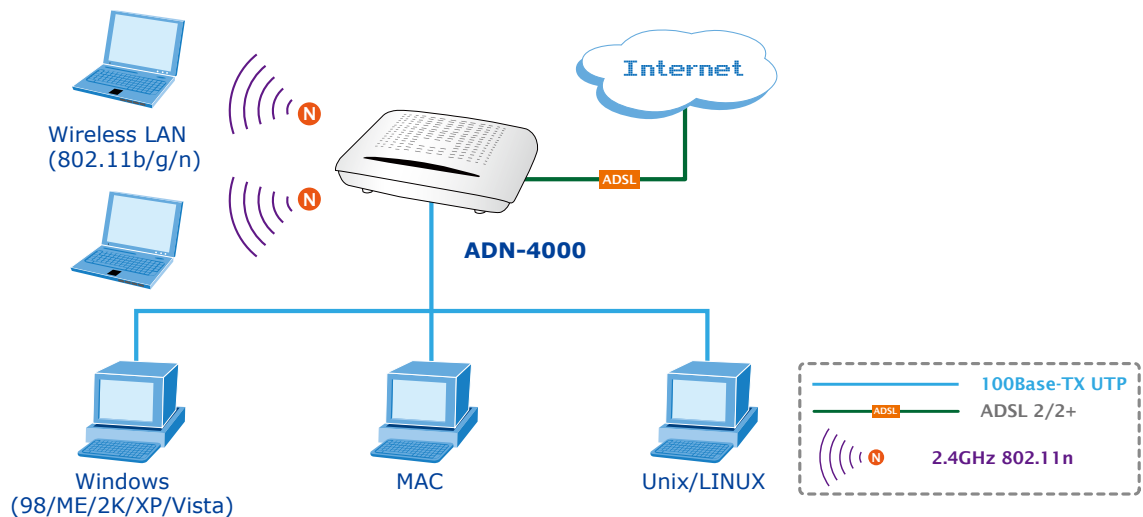 Internet
N
Wireless LAN
(802.11b/g/n)
ADSL
N
ADN-4000
100Base-TX UTP
ADSL
ADSL 2/2+
N
2.4GHz 802.11n
Windows
(98/ME/2K/XP/Vista)
MAC
Unix/LINUX